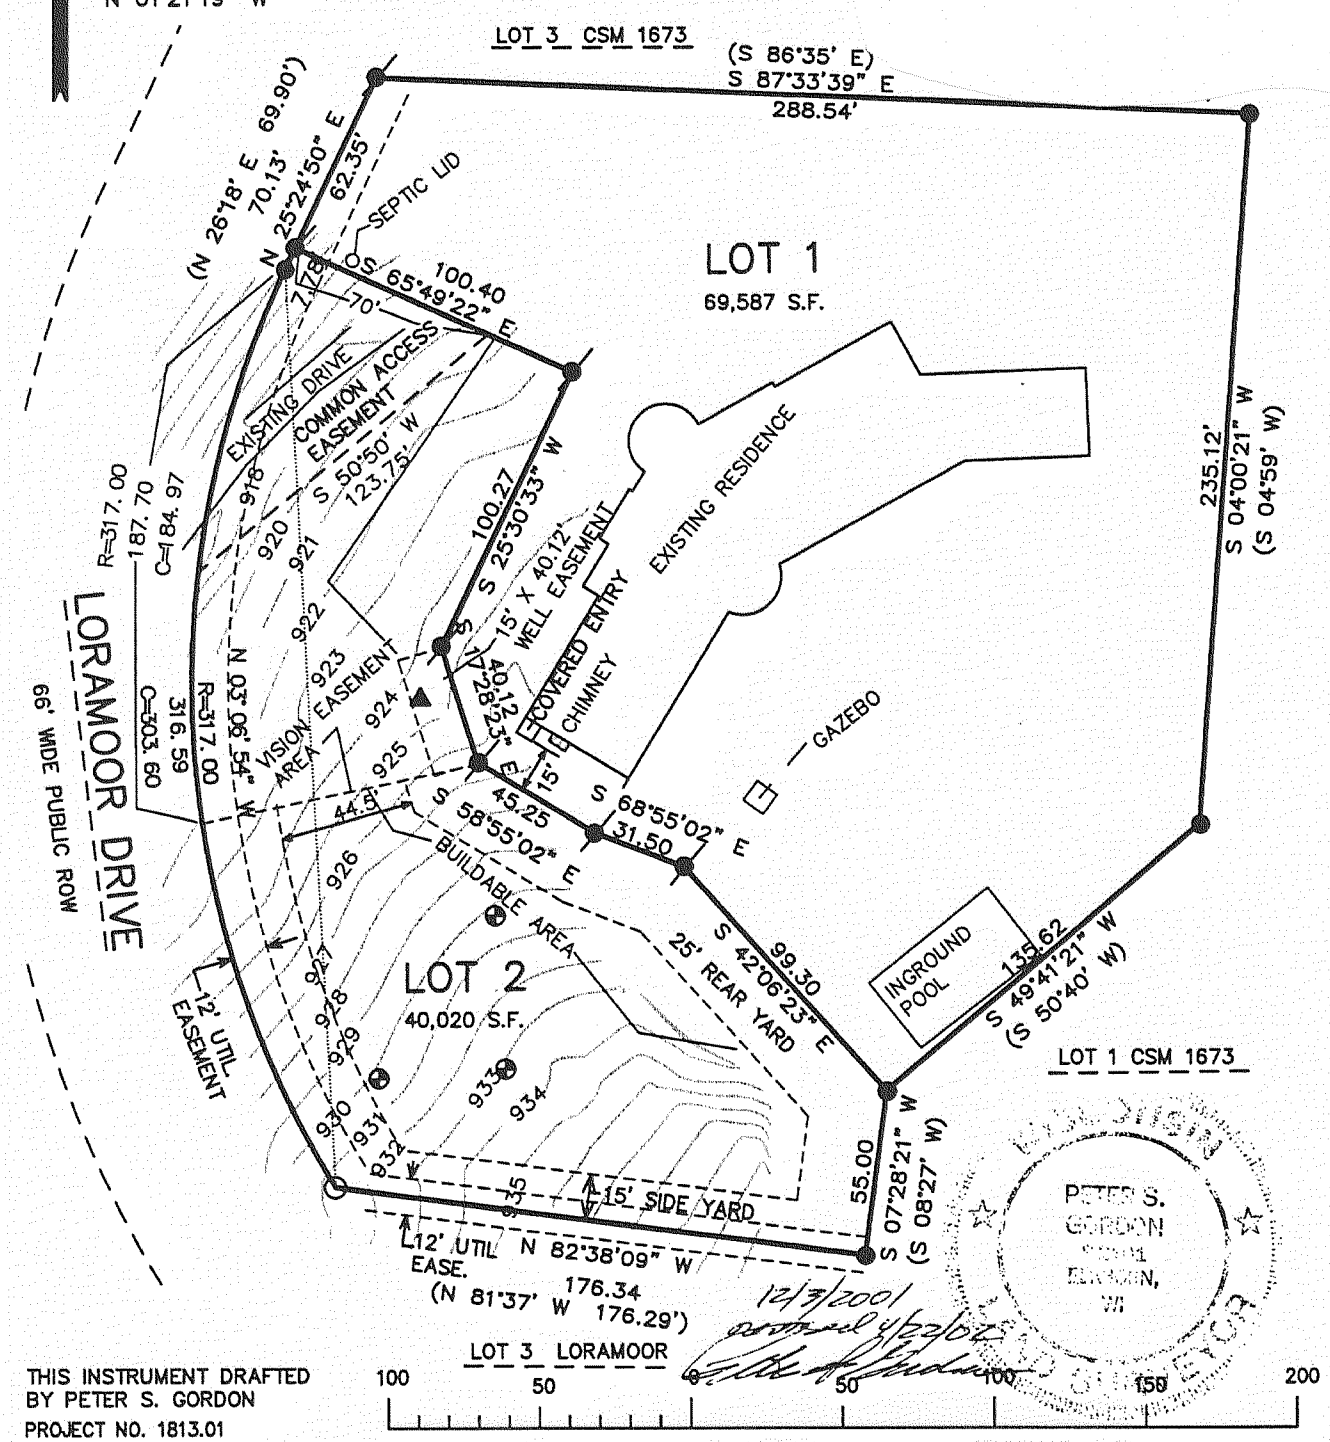 LOT 3 CSM 1673
(S 86°35' E)
S 87°33'39" E
288.54'
(N 26°18' E 69.90')
70.13'
N 25°24'50" E
62.35'
7.78
SEPTIC LID
100.40
S 65°49'22" E
70'
LOT 1
69,587 S.F.
EXISTING DRIVE
COMMON ACCESS
EASEMENT
S 50°50' W
123.75'
100.27
S 25°30'33" W
15' X 40.12'
WELL EASEMENT
EXISTING RESIDENCE
COVERED ENTRY
CHIMNEY
40.12
S 17°28'23" E
15'
GAZEBO
235.12'
S 04°00'21" W
(S 04°59' W)
R=317.00
187.70
C=184.97
LORAMOOR DRIVE
66' WIDE PUBLIC ROW
R=317.00
316.59
C=303.60
N 03°06'54" W
VISION EASEMENT
AREA
44.5'
918
920
921
922
923
924
925
926
927
928
929
930
931
932
933
934
935
45.25
S 58°55'02" E
S 68°55'02" E
31.50
BUILDABLE AREA
LOT 2
40,020 S.F.
25' REAR YARD
99.30
S 42°06'23" E
INGROUND
POOL
135.62
S 49°41'21" W
(S 50°40' W)
LOT 1 CSM 1673
12' UTIL
EASEMENT
55.00
S 07°28'21" W
(S 08°27' W)
15' SIDE YARD
12' UTIL
EASE.
N 82°38'09" W
176.34
(N 81°37' W 176.29')
LOT 3 LORAMOOR
PETER S.
GORDON
ELKHORN,
WI
12/3/2001
THIS INSTRUMENT DRAFTED
BY PETER S. GORDON
PROJECT NO. 1813.01
100 50 0 50 100 150 200